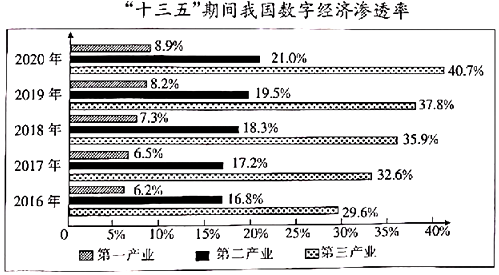 “十三五”期间我国数字经济渗透率
8.9%
2020年 21.0%
40.7%
8.2%
2019年 19.5%
37.8%
7.3%
2018年 18.3%
35.9%
6.5%
2017年 17.2%
32.6%
6.2%
2016年 16.8%
29.6%
0 5% 10% 15% 20% 25% 30% 35% 40%
第一产业 第二产业 第三产业